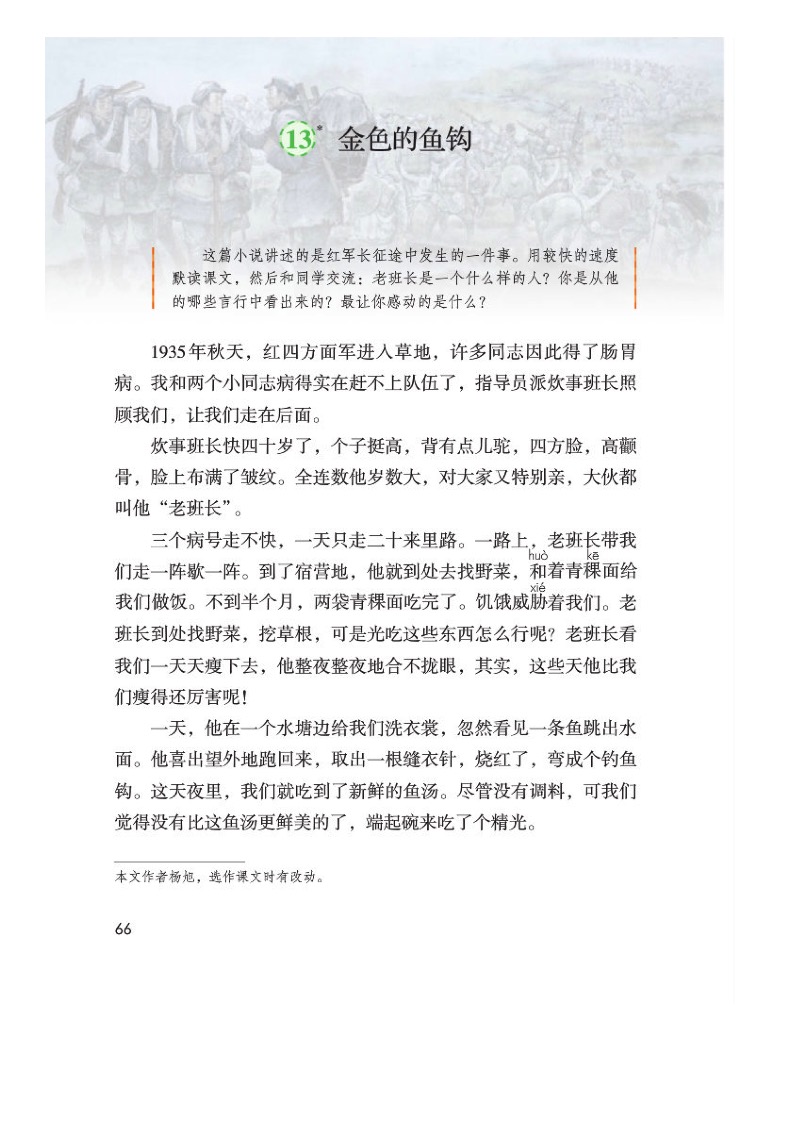 13* 金色的鱼钩
这篇小说讲述的是红军长征途中发生的一件事。用较快的速度
默读课文，然后和同学交流：老班长是一个什么样的人？你是从他
的哪些言行中看出来的？最让你感动的是什么？
1935年秋天，红四方面军进入草地，许多同志因此得了肠胃
病。我和两个小同志病得实在赶不上队伍了，指导员派炊事班长照
顾我们，让我们走在后面。
炊事班长快四十岁了，个子挺高，背有点儿驼，四方脸，高颧
骨，脸上布满了皱纹。全连数他岁数大，对大家又特别亲，大伙都
叫他“老班长”。
三个病号走不快，一天只走二十来里路。一路上，老班长带我
huò kē
们走一阵歇一阵。到了宿营地，他就到处去找野菜，和着青稞面给
xié
我们做饭。不到半个月，两袋青稞面吃完了。饥饿威胁着我们。老
班长到处找野菜，挖草根，可是光吃这些东西怎么行呢？老班长看
我们一天天瘦下去，他整夜整夜地合不拢眼，其实，这些天他比我
们瘦得还厉害呢！
一天，他在一个水塘边给我们洗衣裳，忽然看见一条鱼跳出水
面。他喜出望外地跑回来，取出一根缝衣针，烧红了，弯成个钓鱼
钩。这天夜里，我们就吃到了新鲜的鱼汤。尽管没有调料，可我们
觉得没有比这鱼汤更鲜美的了，端起碗来吃了个精光。
本文作者杨旭，选作课文时有改动。
66